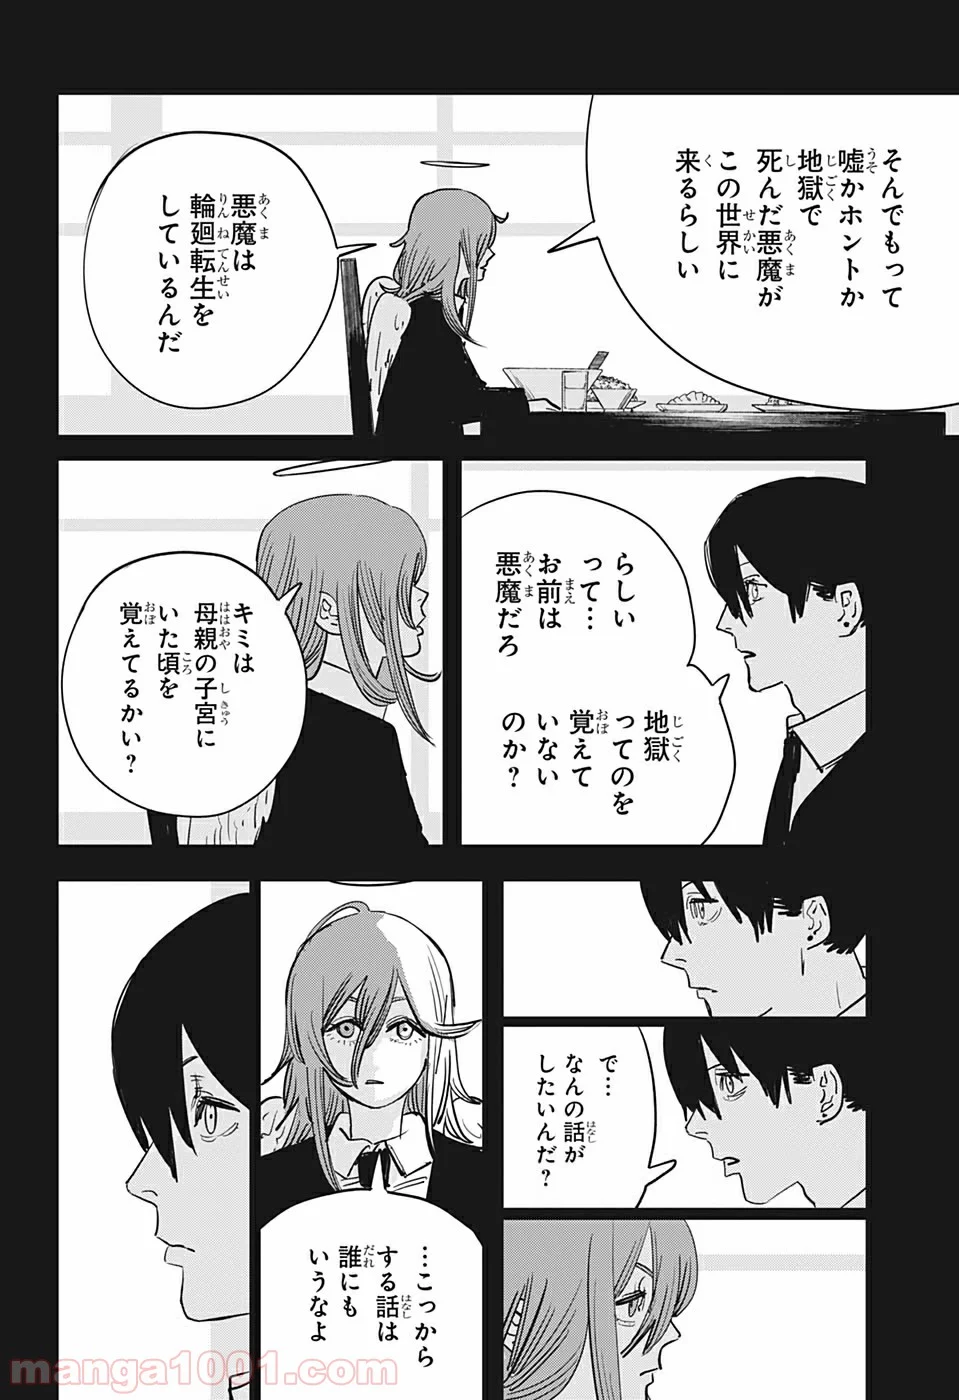 そんでもって
嘘かホントか
地獄で
死んだ悪魔が
この世界に
来るらしい
悪魔は
輪廻転生を
しているんだ
らしい
って…
お前は
悪魔だろ
地獄
ってのを
覚えて
いない
のか?
キミは
母親の子宮に
いた頃を
覚えてるかい?
で…
なんの話が
したいんだ?
…こっから
する話は
誰にも
いうなよ
manga1001.com